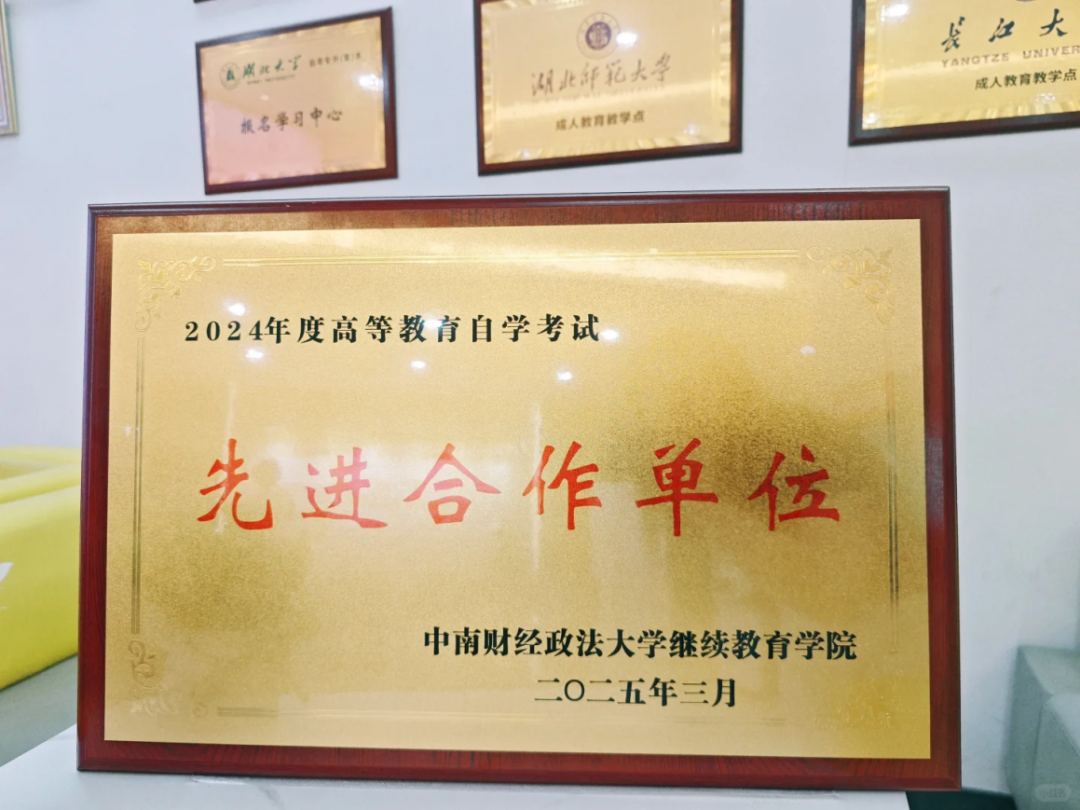 湖北大学
报名学习中心
湖北师范大学
成人教育教学点
长江大
YANGTZE UNIVER
成人教育教学点
2024年度高等教育自学考试
先进合作单位
中南财经政法大学继续教育学院
二〇二五年三月